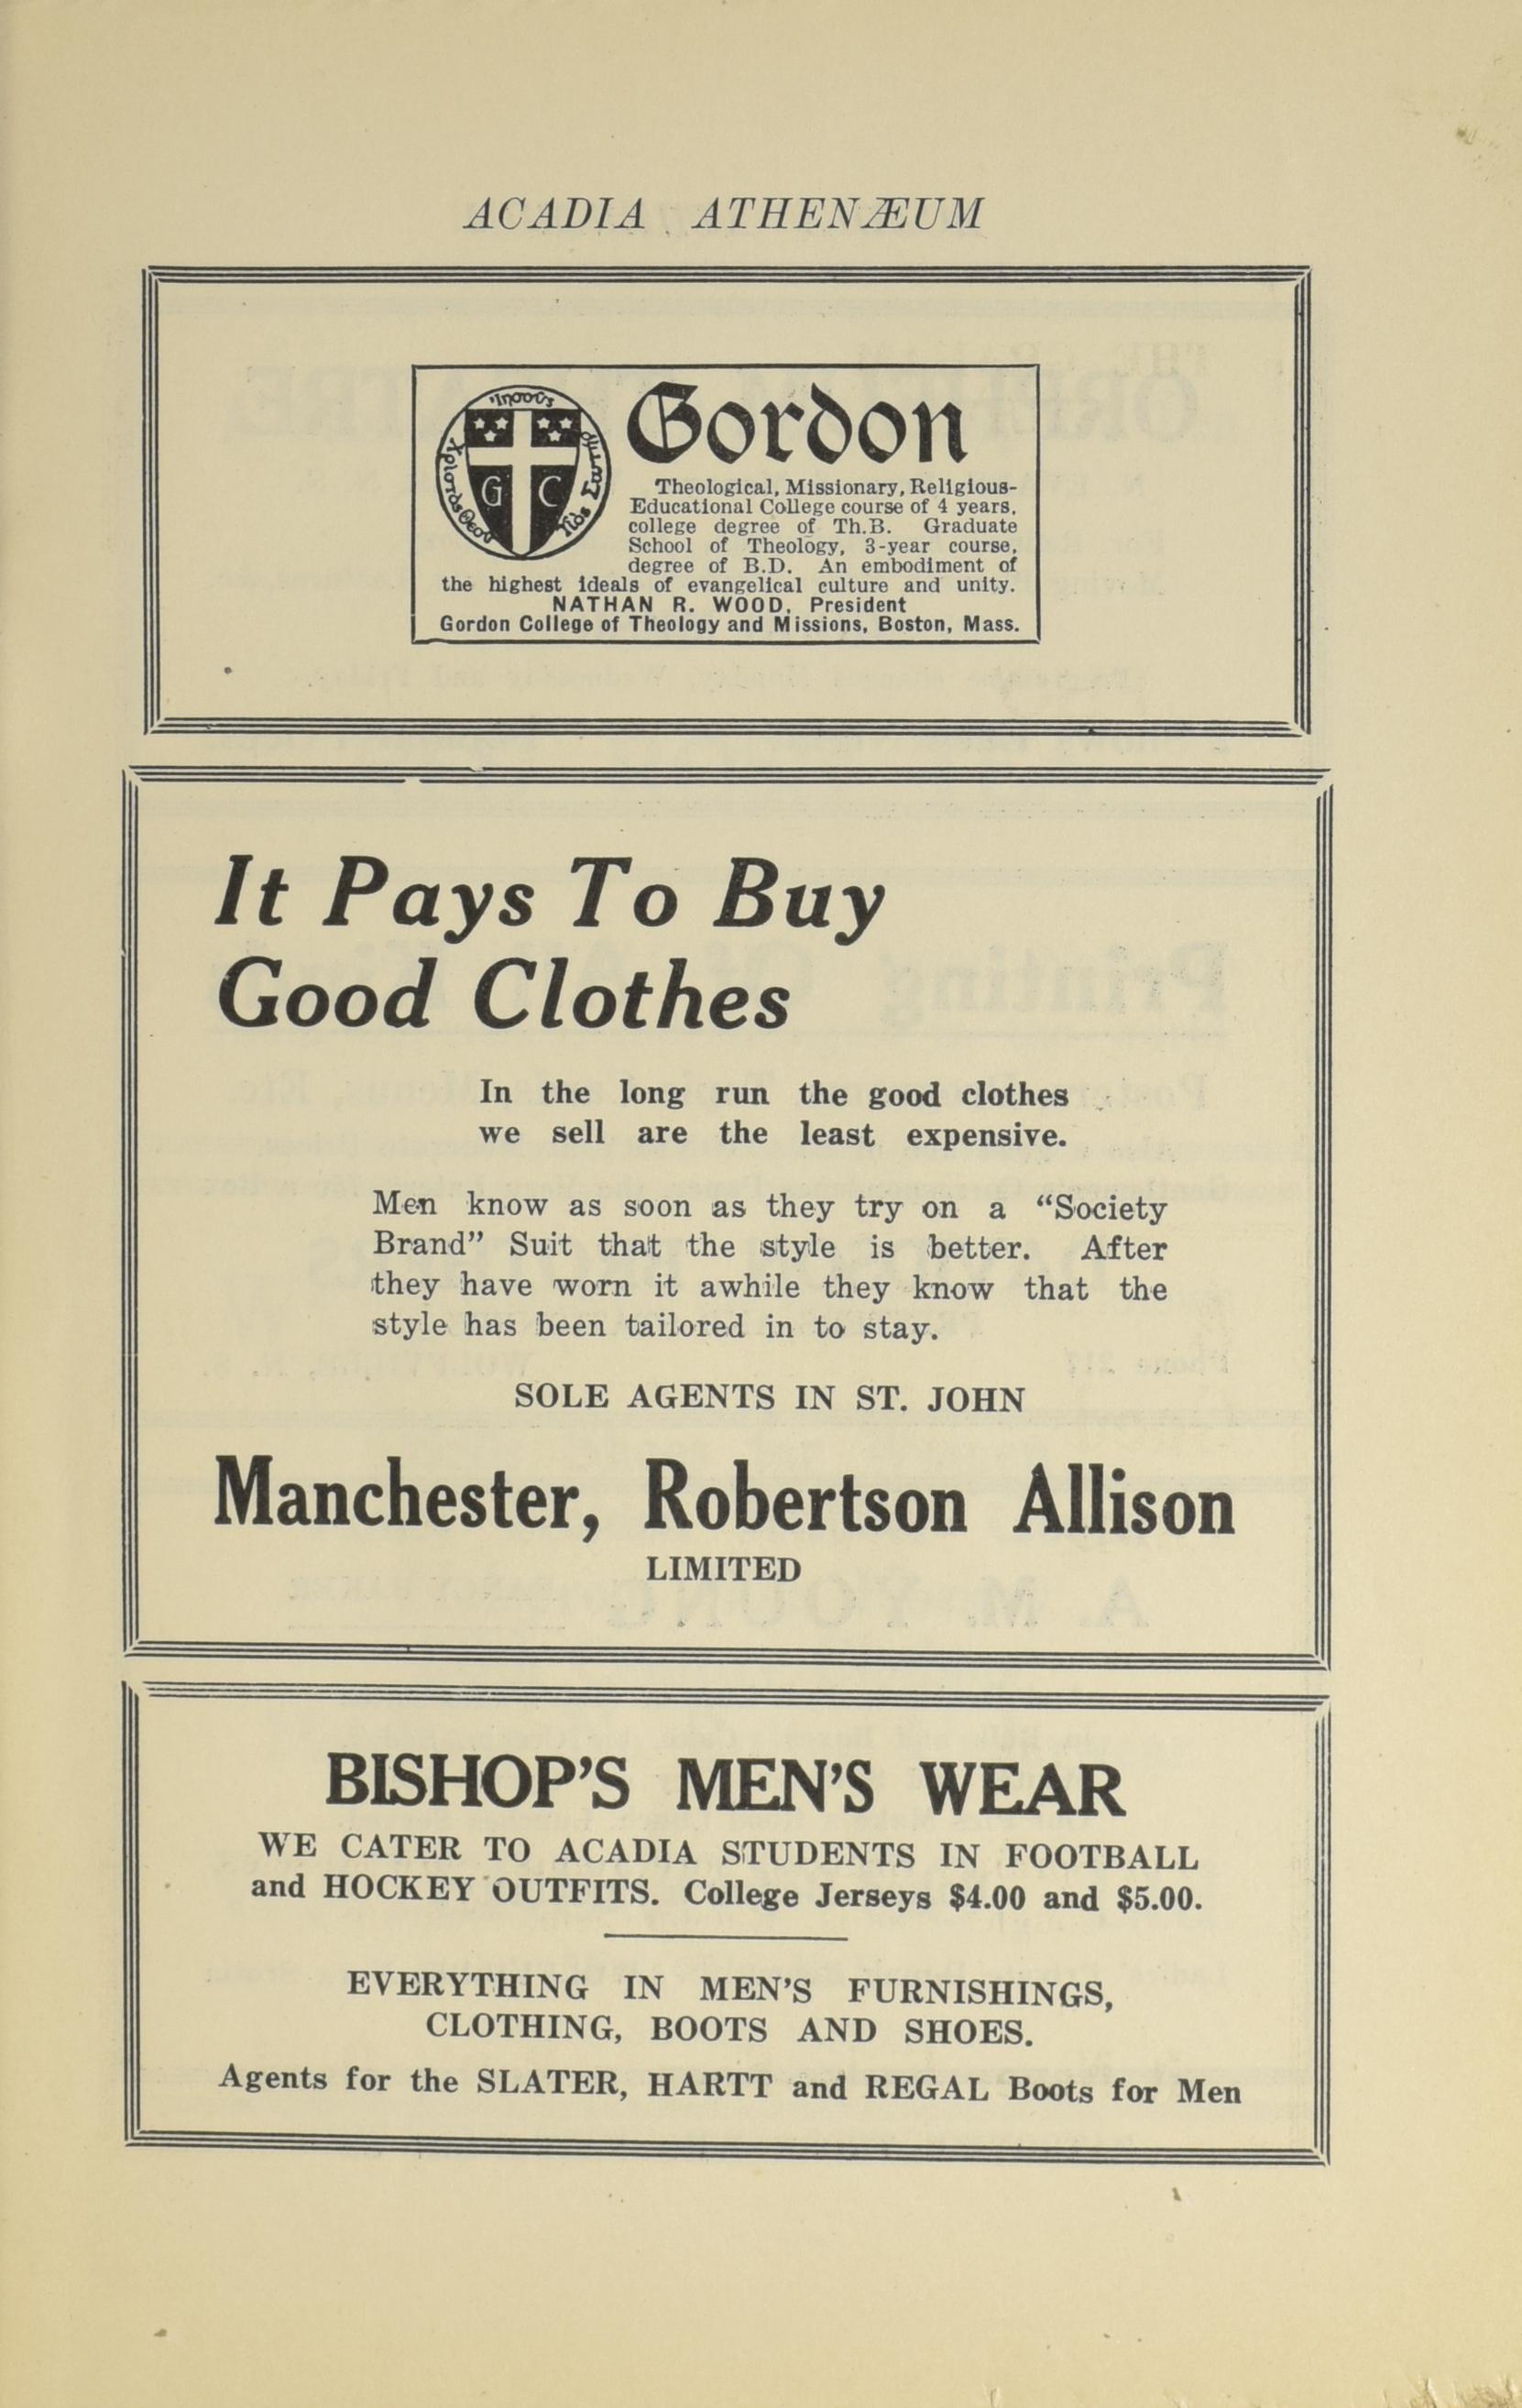 ACADIA ATHENÆUM
Gordon
G C
Theological, Missionary, Religious-
Educational College course of 4 years,
college degree of Th.B. Graduate
School of Theology, 3-year course,
degree of B.D. An embodiment of
the highest ideals of evangelical culture and unity.
NATHAN R. WOOD, President
Gordon College of Theology and Missions, Boston, Mass.
It Pays To Buy
Good Clothes
In the long run the good clothes
we sell are the least expensive.
Men know as soon as they try on a “Society
Brand” Suit that the style is better. After
they have worn it awhile they know that the
style has been tailored in to stay.
SOLE AGENTS IN ST. JOHN
Manchester, Robertson Allison
LIMITED
BISHOP'S MEN'S WEAR
WE CATER TO ACADIA STUDENTS IN FOOTBALL
and HOCKEY OUTFITS. College Jerseys $4.00 and $5.00.
EVERYTHING IN MEN'S FURNISHINGS,
CLOTHING, BOOTS AND SHOES.
Agents for the SLATER, HARTT and REGAL Boots for Men